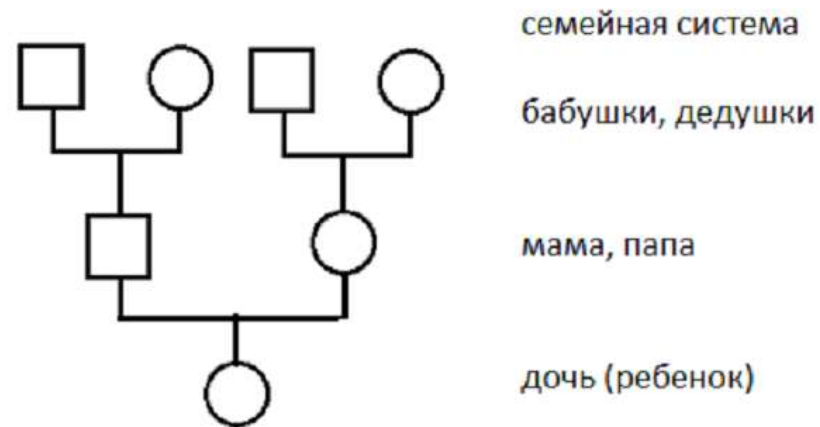 семейная система
бабушки, дедушки
мама, папа
дочь (ребенок)